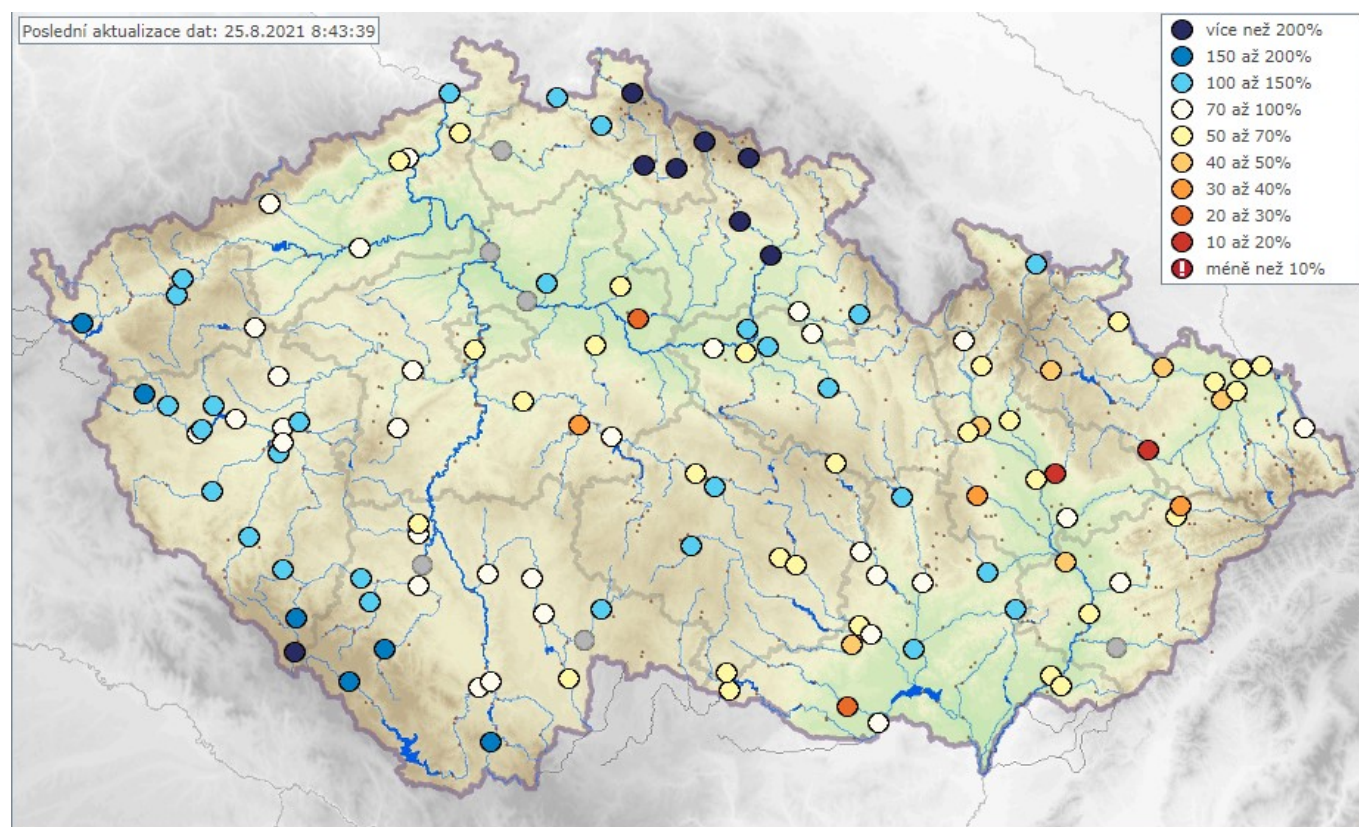 Poslední aktualizace dat: 25.8.2021 8:43:39
více než 200%
150 až 200%
100 až 150%
70 až 100%
50 až 70%
40 až 50%
30 až 40%
20 až 30%
10 až 20%
méně než 10%